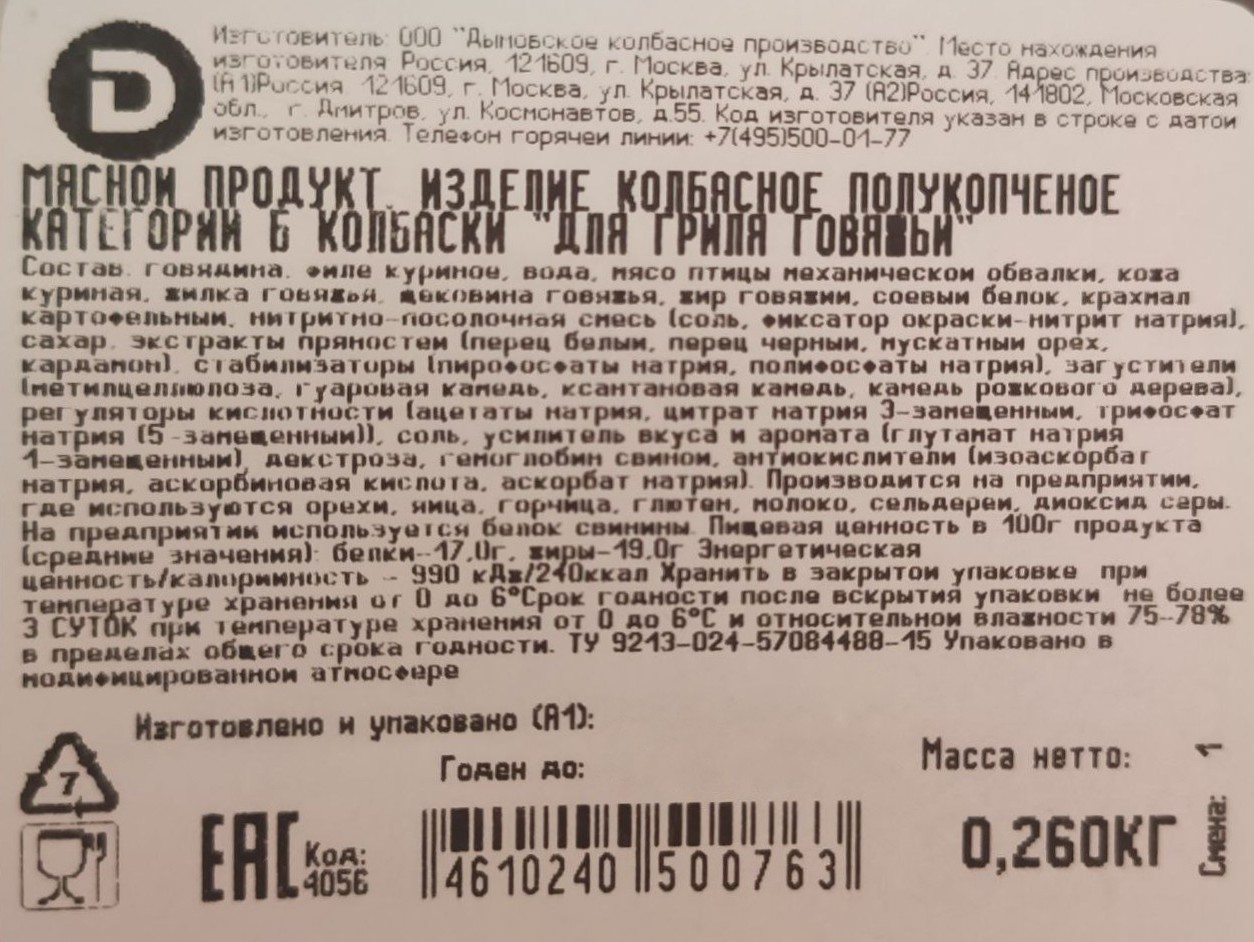 D
Изготовитель: ООО "Дымовское колбасное производство". Место нахождения
изготовителя Россия, 121609, г. Москва, ул. Крылатская, д. 37. Адрес производства:
(А1)Россия 121609, г. Москва, ул. Крылатская, д. 37 (А2)Россия, 141802, Московская
обл., г. Дмитров, ул. Космонавтов, д.55. Код изготовителя указан в строке с датой
изготовления. Телефон горячей линии: +7(495)500-01-77
МЯСНОЙ ПРОДУКТ. ИЗДЕЛИЕ КОЛБАСНОЕ ПОЛУКОПЧЕНОЕ
КАТЕГОРИИ Б КОЛБАСКИ "ДЛЯ ГРИЛЯ ГОВЯЖЬИ"
Состав: говядина, филе куриное, вода, мясо птицы механической обвалки, кожа
куриная, жилка говяжья, щековина говяжья, жир говяжий, соевый белок, крахмал
картофельный, нитритно-посолочная смесь (соль, фиксатор окраски-нитрит натрия),
сахар, экстракты пряностей (перец белый, перец черный, мускатный орех,
кардамон), стабилизаторы (пирофосфаты натрия, полифосфаты натрия), загустители
(метилцеллюлоза, гуаровая камедь, ксантановая камедь, камедь рожкового дерева),
регуляторы кислотности (ацетаты натрия, цитрат натрия 3-замещенный, трифосфат
натрия (5-замещенный)), соль, усилитель вкуса и аромата (глутамат натрия
1-замещенный), декстроза, гемоглобин свиной, антиокислители (изоаскорбат
натрия, аскорбиновая кислота, аскорбат натрия). Производится на предприятии,
где используются орехи, яйца, горчица, глютен, молоко, сельдерей, диоксид серы.
На предприятии используется белок свинины. Пищевая ценность в 100г продукта
(средние значения): белки-17,0г, жиры-19,0г Энергетическая
ценность/калорийность - 990 кДж/240ккал Хранить в закрытой упаковке при
температуре хранения от 0 до 6°Срок годности после вскрытия упаковки не более
3 СУТОК при температуре хранения от 0 до 6°С и относительной влажности 75-78%
в пределах общего срока годности. ТУ 9213-024-57084488-15 Упаковано в
модифицированной атмосфере
Изготовлено и упаковано (А1):
Годен до:
Масса нетто:
0,260КГ
Смена: 1
7
EAC
Код:
4056
4610240 500763